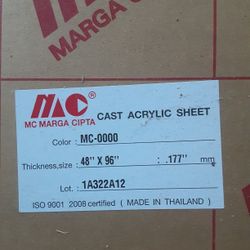 MC
MARGA CIPTA
MC ®
MC MARGA CIPTA
CAST ACRYLIC SHEET
Color : MC-0000
Thickness,size : 48" X 96" : .177" mm
Lot. : 1A322A12
ISO 9001 2008 certified ( MADE IN THAILAND )